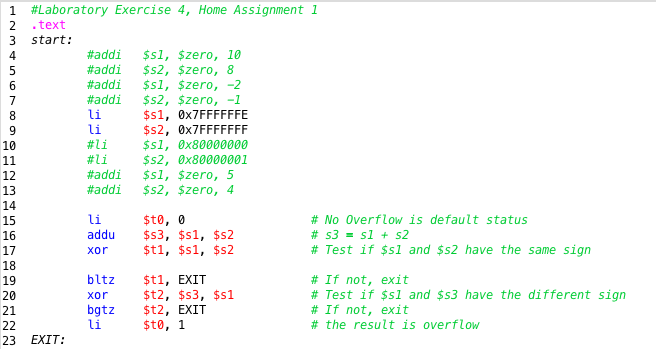 1 #Laboratory Exercise 4, Home Assignment 1
2 .text
3 start:
4 #addi $s1, $zero, 10
5 #addi $s2, $zero, 8
6 #addi $s1, $zero, -2
7 #addi $s2, $zero, -1
8 li $s1, 0x7FFFFFFE
9 li $s2, 0x7FFFFFFF
10 #li $s1, 0x80000000
11 #li $s2, 0x80000001
12 #addi $s1, $zero, 5
13 #addi $s2, $zero, 4
14
15 li $t0, 0 # No Overflow is default status
16 addu $s3, $s1, $s2 # s3 = s1 + s2
17 xor $t1, $s1, $s2 # Test if $s1 and $s2 have the same sign
18
19 bltz $t1, EXIT # If not, exit
20 xor $t2, $s3, $s1 # Test if $s1 and $s3 have the different sign
21 bgtz $t2, EXIT # If not, exit
22 li $t0, 1 # the result is overflow
23 EXIT: